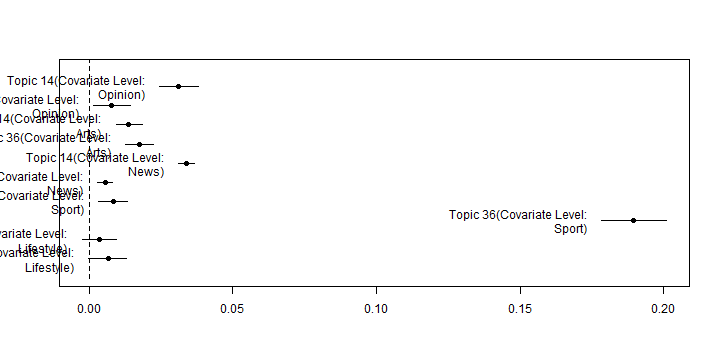 Topic 14(Covariate Level:
Opinion)
Covariate Level:
Opinion)
14(Covariate Level:
Arts)
36(Covariate Level:
Arts)
Topic 14(Covariate Level:
News)
(Covariate Level:
News)
(Covariate Level:
Sport)
Topic 36(Covariate Level:
Sport)
variate Level:
Lifestyle)
ovariate Level:
Lifestyle)
0.00 0.05 0.10 0.15 0.20